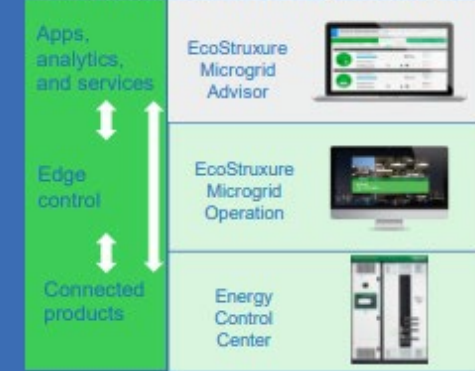 Apps,
analytics,
and services
EcoStruxure
Microgrid
Advisor
Edge
control
EcoStruxure
Microgrid
Operation
Connected
products
Energy
Control
Center